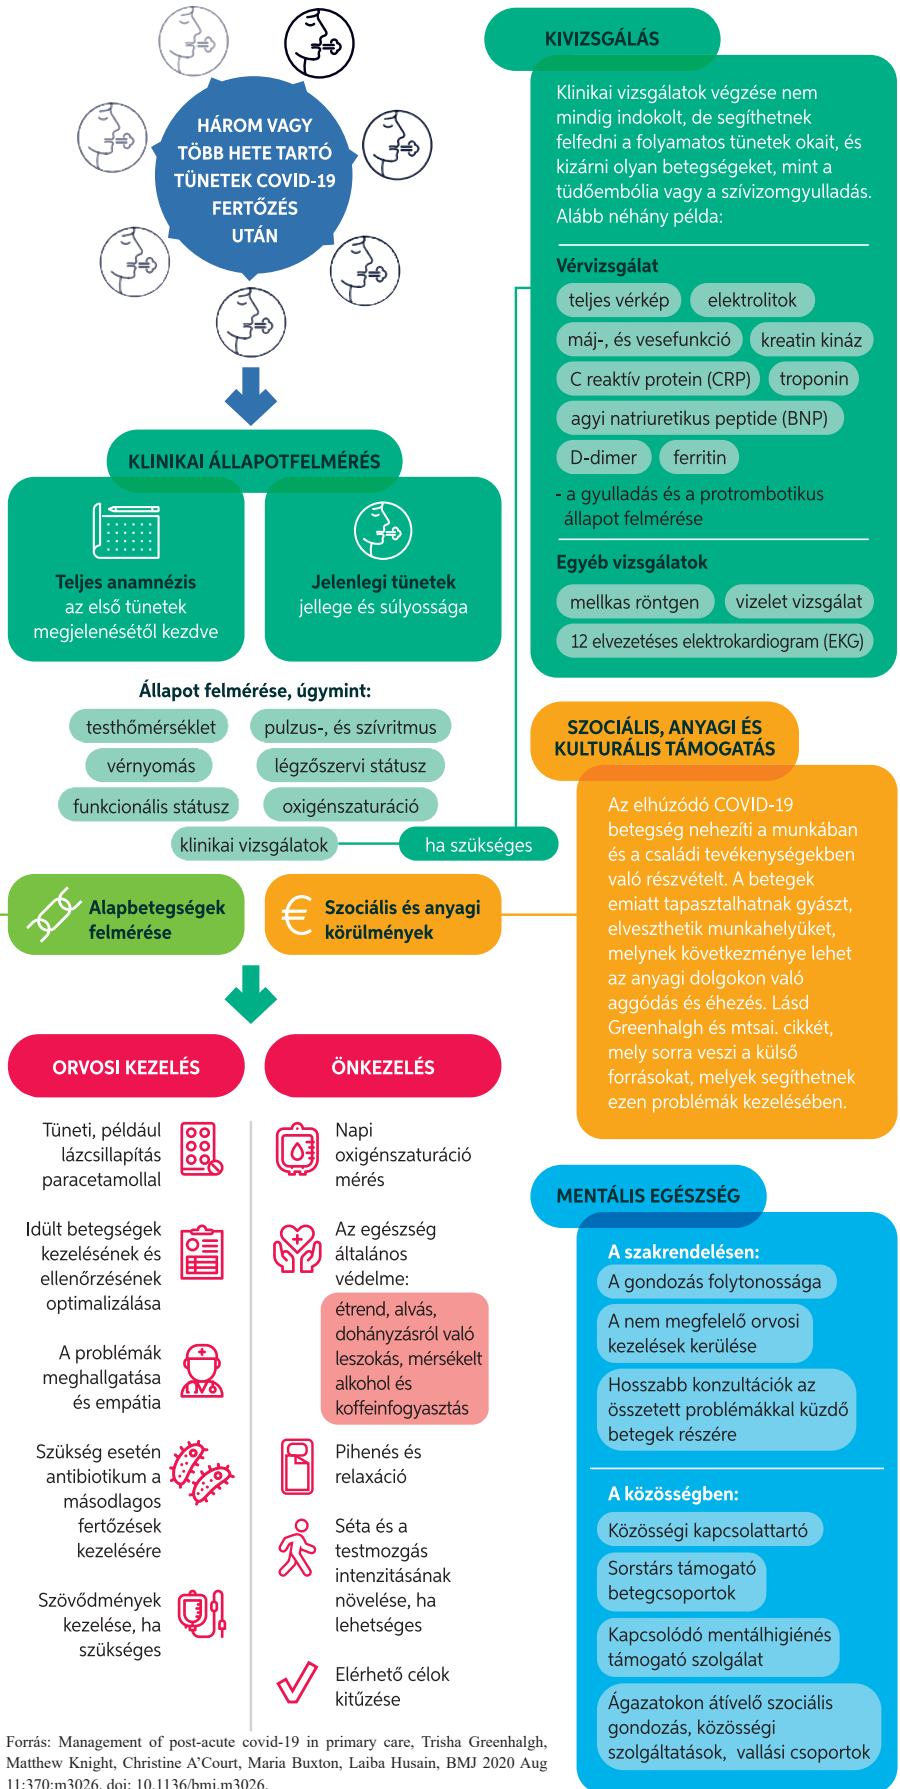 HÁROM VAGY
TÖBB HETE TARTÓ
TÜNETEK COVID-19
FERTŐZÉS
UTÁN
KLINIKAI ÁLLAPOTFELMÉRÉS
Teljes anamnézis
az első tünetek
megjelenésétől kezdve
Jelenlegi tünetek
jellege és súlyossága
Állapot felmérése, úgymint:
testhőmérséklet
pulzus-, és szívritmus
vérnyomás
légzőszervi státusz
funkcionális státusz
oxigénszaturáció
klinikai vizsgálatok
ha szükséges
Alapbetegségek
felmérése
€ Szociális és anyagi
körülmények
KIVIZSGÁLÁS
Klinikai vizsgálatok végzése nem
mindig indokolt, de segíthetnek
felfedni a folyamatos tünetek okait, és
kizárni olyan betegségeket, mint a
tüdőembólia vagy a szívizomgyulladás.
Alább néhány példa:
Vérvizsgálat
teljes vérkép
elektrolitok
máj-, és vesefunkció
kreatin kináz
C reaktív protein (CRP)
troponin
agyi natriuretikus peptide (BNP)
D-dimer
ferritin
- a gyulladás és a protrombotikus
állapot felmérése
Egyéb vizsgálatok
mellkas röntgen
vizelet vizsgálat
12 elvezetéses elektrokardiogram (EKG)
SZOCIÁLIS, ANYAGI ÉS
KULTURÁLIS TÁMOGATÁS
Az elhúzódó COVID-19
betegség nehezíti a munkában
és a családi tevékenységekben
való részvételt. A betegek
emiatt tapasztalhatnak gyászt,
elveszthetik munkahelyüket,
melynek következménye lehet
az anyagi dolgokon való
aggódás és éhezés. Lásd
Greenhalgh és mtsai. cikkét,
mely sorra veszi a külső
forrásokat, melyek segíthetnek
ezen problémák kezelésében.
ORVOSI KEZELÉS
Tüneti, például
lázcsillapítás
paracetamollal
Idült betegségek
kezelésének és
ellenőrzésének
optimalizálása
A problémák
meghallgatása
és empátia
Szükség esetén
antibiotikum a
másodlagos
fertőzések
kezelésére
Szövődmények
kezelése, ha
szükséges
ÖNKEZELÉS
Napi
oxigénszaturáció
mérés
Az egészség
általános
védelme:
étrend, alvás,
dohányzásról való
leszokás, mérsékelt
alkohol és
koffeinfogyasztás
Pihenés és
relaxáció
Séta és a
testmozgás
intenzitásának
növelése, ha
lehetséges
Elérhető célok
kitűzése
MENTÁLIS EGÉSZSÉG
A szakrendelésen:
A gondozás folytonossága
A nem megfelelő orvosi
kezelések kerülése
Hosszabb konzultációk az
összetett problémákkal küzdő
betegek részére
A közösségben:
Közösségi kapcsolattartó
Sorstárs támogató
betegcsoportok
Kapcsolódó mentálhigiénés
támogató szolgálat
Ágazatokon átívelő szociális
gondozás, közösségi
szolgáltatások, vallási csoportok
Forrás: Management of post-acute covid-19 in primary care, Trisha Greenhalgh,
Matthew Knight, Christine A’Court, Maria Buxton, Laiba Husain, BMJ 2020 Aug
11:370:m3026. doi: 10.1136/bmj.m3026.